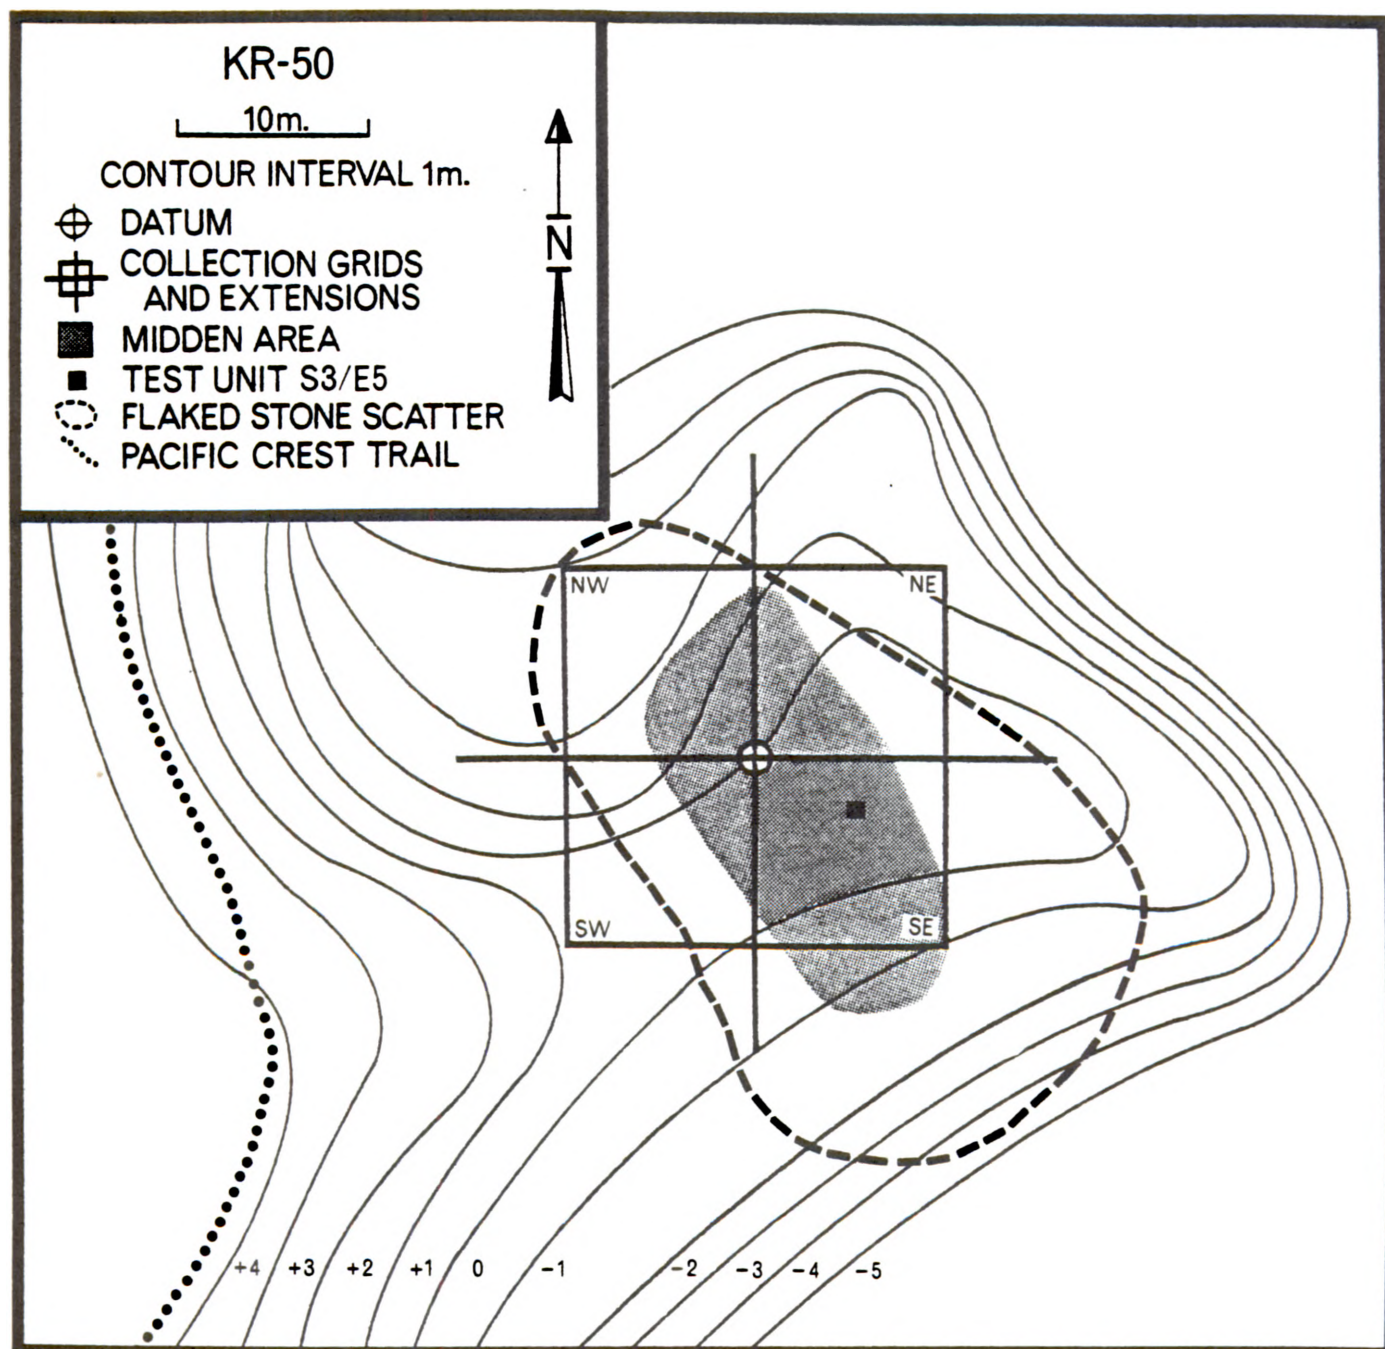 KR-50
10m.
CONTOUR INTERVAL 1m.
DATUM
COLLECTION GRIDS
AND EXTENSIONS
MIDDEN AREA
TEST UNIT S3/E5
FLAKED STONE SCATTER
PACIFIC CREST TRAIL
N
NW NE
SW SE
+4 +3 +2 +1 0 -1 -2 -3 -4 -5